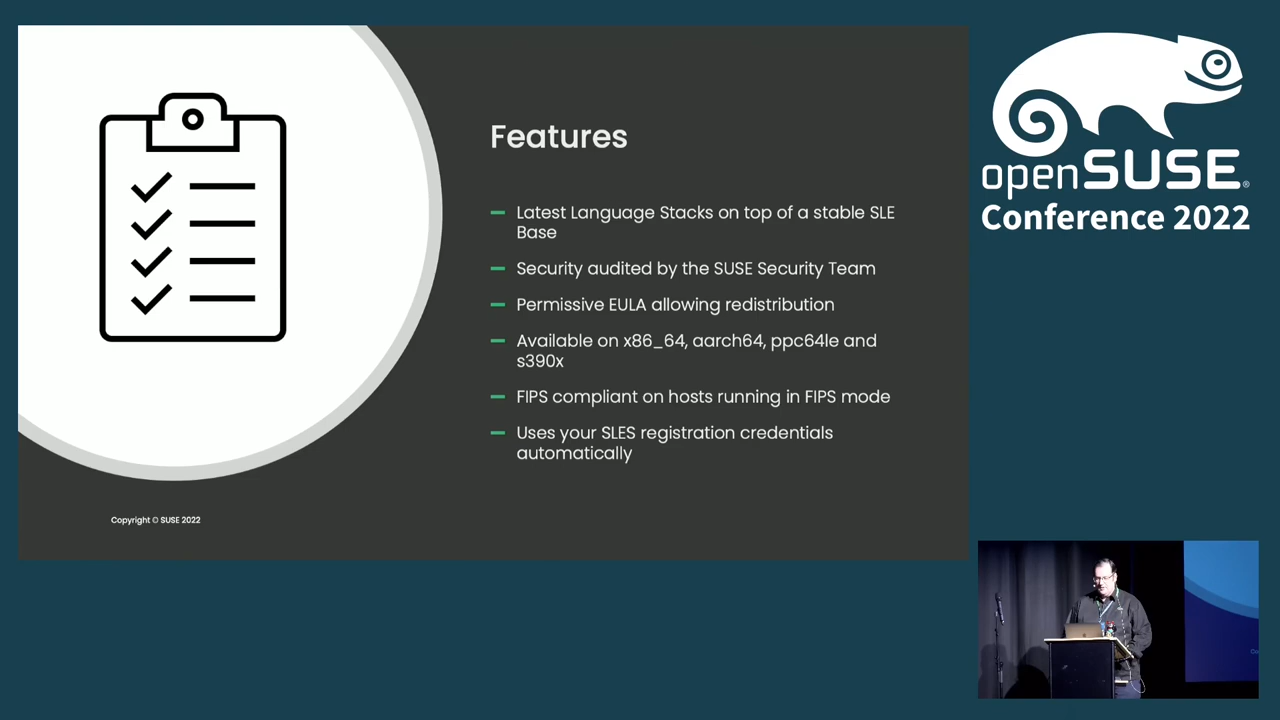 Features
Latest Language Stacks on top of a stable SLE
Base
Security audited by the SUSE Security Team
Permissive EULA allowing redistribution
Available on x86_64, aarch64, ppc64le and
s390x
FIPS compliant on hosts running in FIPS mode
Uses your SLES registration credentials
automatically
Copyright © SUSE 2022
openSUSE®
Conference 2022